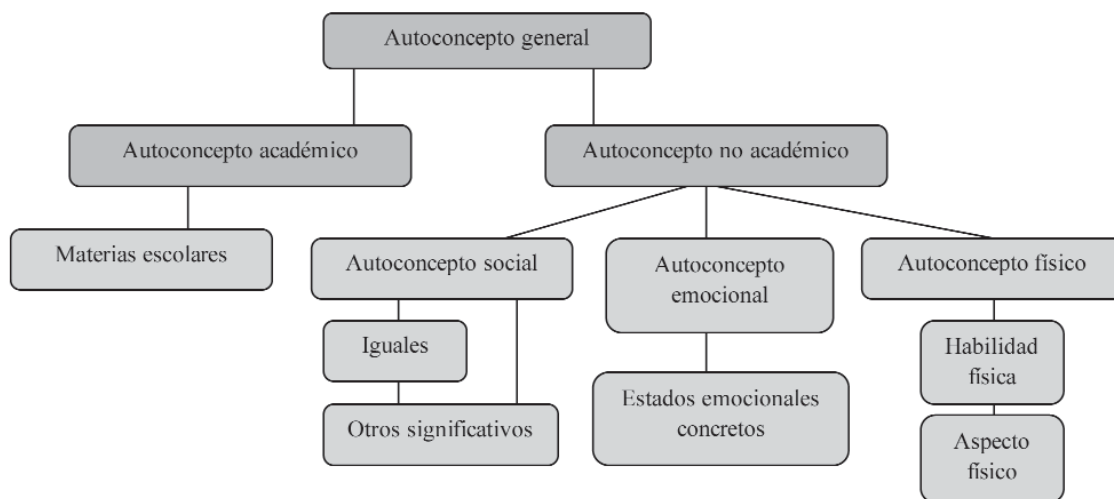 Autoconcepto general
Autoconcepto académico
Autoconcepto no académico
Materias escolares
Autoconcepto social
Autoconcepto
emocional
Autoconcepto físico
Iguales
Otros significativos
Estados emocionales
concretos
Habilidad
física
Aspecto
físico